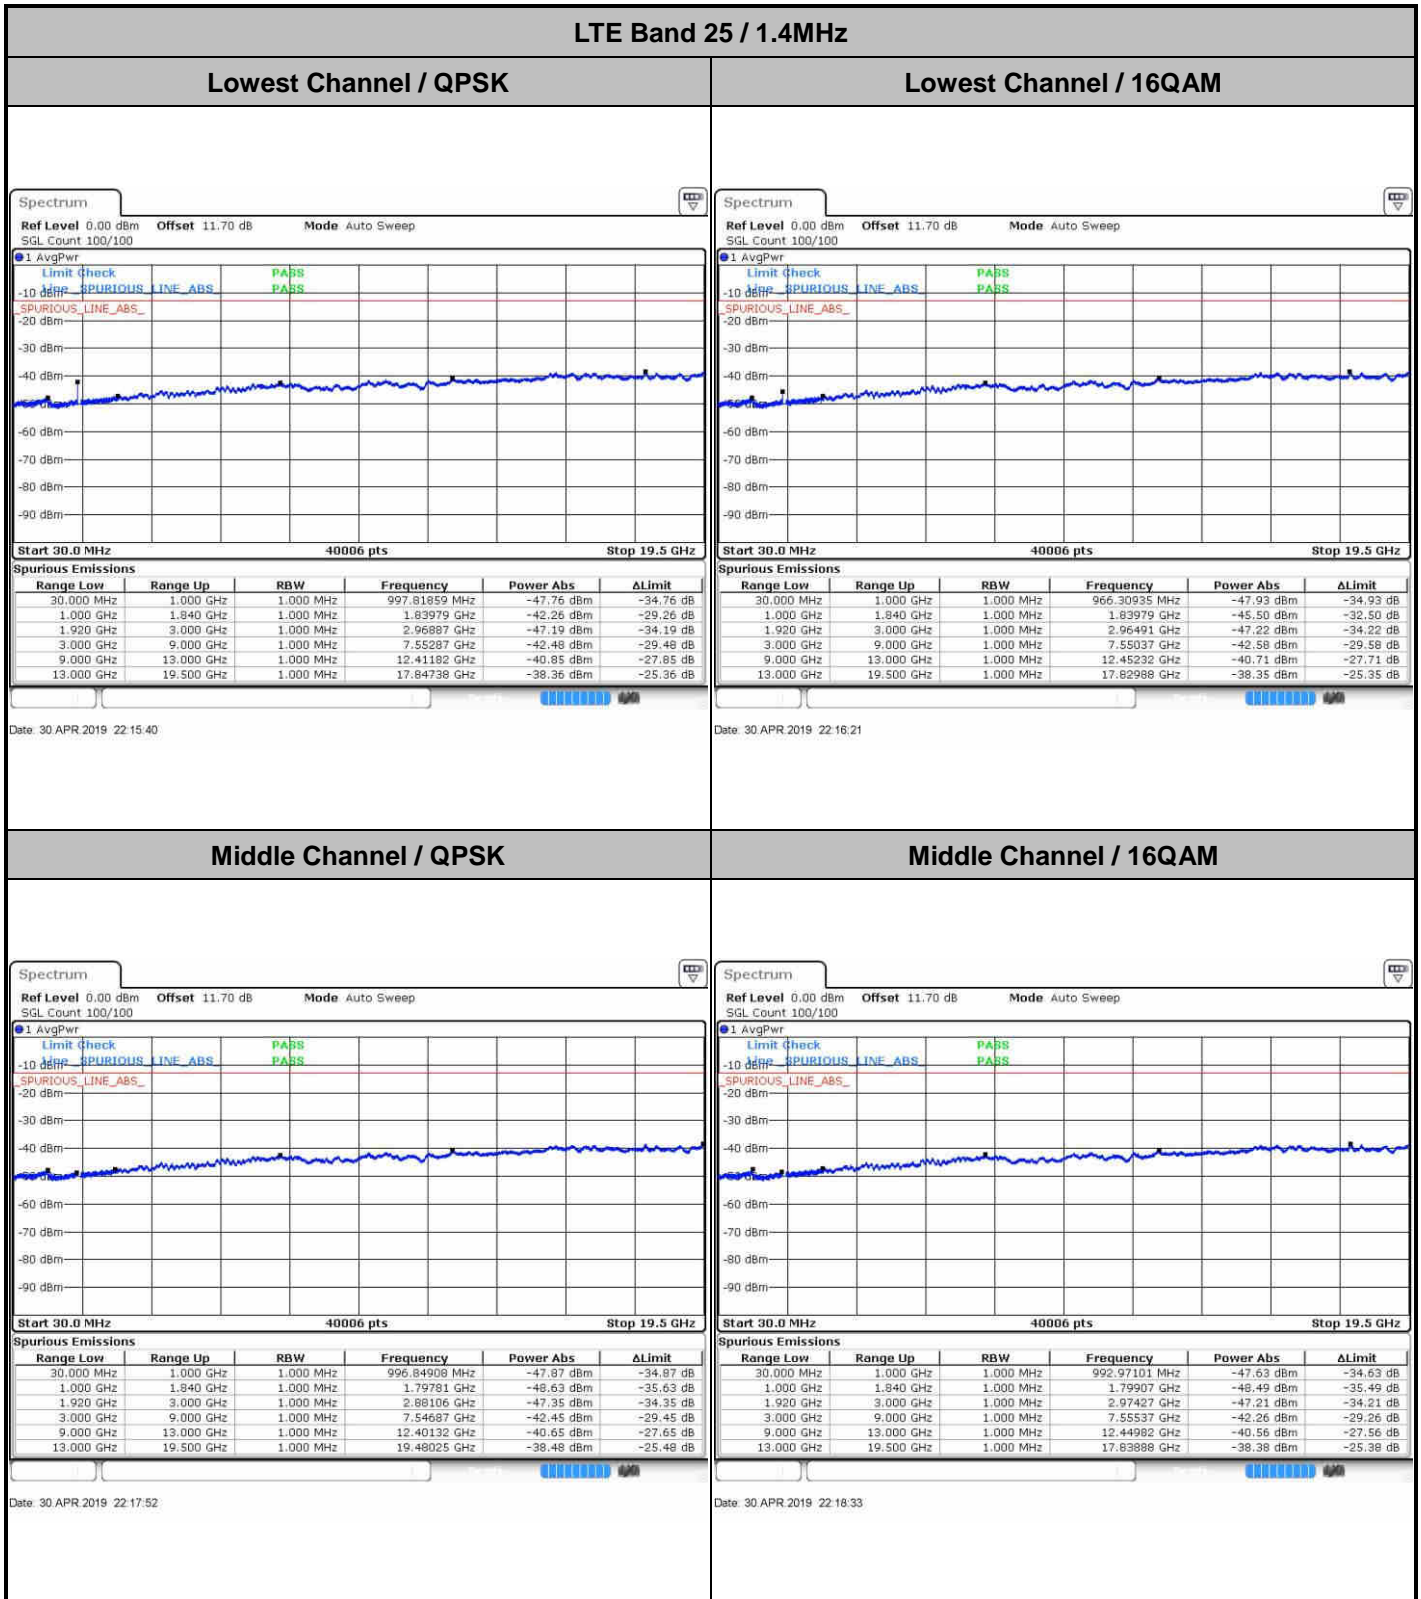 LTE Band 25 / 1.4MHz
Lowest Channel / QPSK
Lowest Channel / 16QAM
Spectrum
Ref Level 0.00 dBm Offset 11.70 dB Mode Auto Sweep
SGL Count 100/100
1 AvgPwr
Limit Check PASS
Line _SPURIOUS_LINE_ABS_ PASS
-10 dBm
_SPURIOUS_LINE_ABS_
-20 dBm
-30 dBm
-40 dBm
-60 dBm
-70 dBm
-80 dBm
-90 dBm
Start 30.0 MHz 40006 pts Stop 19.5 GHz
Spurious Emissions
Range Low Range Up RBW Frequency Power Abs ΔLimit
30.000 MHz 1.000 GHz 1.000 MHz 997.81859 MHz -47.76 dBm -34.76 dB
1.000 GHz 1.840 GHz 1.000 MHz 1.83979 GHz -42.26 dBm -29.26 dB
1.920 GHz 3.000 GHz 1.000 MHz 2.96887 GHz -47.19 dBm -34.19 dB
3.000 GHz 9.000 GHz 1.000 MHz 7.55287 GHz -42.48 dBm -29.48 dB
9.000 GHz 13.000 GHz 1.000 MHz 12.41182 GHz -40.85 dBm -27.85 dB
13.000 GHz 19.500 GHz 1.000 MHz 17.84738 GHz -38.36 dBm -25.36 dB
Date: 30.APR.2019 22:15:40
Spectrum
Ref Level 0.00 dBm Offset 11.70 dB Mode Auto Sweep
SGL Count 100/100
1 AvgPwr
Limit Check PASS
Line _SPURIOUS_LINE_ABS_ PASS
-10 dBm
_SPURIOUS_LINE_ABS_
-20 dBm
-30 dBm
-40 dBm
-60 dBm
-70 dBm
-80 dBm
-90 dBm
Start 30.0 MHz 40006 pts Stop 19.5 GHz
Spurious Emissions
Range Low Range Up RBW Frequency Power Abs ΔLimit
30.000 MHz 1.000 GHz 1.000 MHz 966.30935 MHz -47.93 dBm -34.93 dB
1.000 GHz 1.840 GHz 1.000 MHz 1.83979 GHz -45.50 dBm -32.50 dB
1.920 GHz 3.000 GHz 1.000 MHz 2.96491 GHz -47.22 dBm -34.22 dB
3.000 GHz 9.000 GHz 1.000 MHz 7.55037 GHz -42.58 dBm -29.58 dB
9.000 GHz 13.000 GHz 1.000 MHz 12.45232 GHz -40.71 dBm -27.71 dB
13.000 GHz 19.500 GHz 1.000 MHz 17.82988 GHz -38.35 dBm -25.35 dB
Date: 30.APR.2019 22:16:21
Middle Channel / QPSK
Middle Channel / 16QAM
Spectrum
Ref Level 0.00 dBm Offset 11.70 dB Mode Auto Sweep
SGL Count 100/100
1 AvgPwr
Limit Check PASS
Line _SPURIOUS_LINE_ABS_ PASS
-10 dBm
_SPURIOUS_LINE_ABS_
-20 dBm
-30 dBm
-40 dBm
-60 dBm
-70 dBm
-80 dBm
-90 dBm
Start 30.0 MHz 40006 pts Stop 19.5 GHz
Spurious Emissions
Range Low Range Up RBW Frequency Power Abs ΔLimit
30.000 MHz 1.000 GHz 1.000 MHz 996.84908 MHz -47.87 dBm -34.87 dB
1.000 GHz 1.840 GHz 1.000 MHz 1.79781 GHz -48.63 dBm -35.63 dB
1.920 GHz 3.000 GHz 1.000 MHz 2.88106 GHz -47.35 dBm -34.35 dB
3.000 GHz 9.000 GHz 1.000 MHz 7.54687 GHz -42.45 dBm -29.45 dB
9.000 GHz 13.000 GHz 1.000 MHz 12.40132 GHz -40.65 dBm -27.65 dB
13.000 GHz 19.500 GHz 1.000 MHz 19.48025 GHz -38.48 dBm -25.48 dB
Date: 30.APR.2019 22:17:52
Spectrum
Ref Level 0.00 dBm Offset 11.70 dB Mode Auto Sweep
SGL Count 100/100
1 AvgPwr
Limit Check PASS
Line _SPURIOUS_LINE_ABS_ PASS
-10 dBm
_SPURIOUS_LINE_ABS_
-20 dBm
-30 dBm
-40 dBm
-60 dBm
-70 dBm
-80 dBm
-90 dBm
Start 30.0 MHz 40006 pts Stop 19.5 GHz
Spurious Emissions
Range Low Range Up RBW Frequency Power Abs ΔLimit
30.000 MHz 1.000 GHz 1.000 MHz 992.97101 MHz -47.63 dBm -34.63 dB
1.000 GHz 1.840 GHz 1.000 MHz 1.79907 GHz -48.49 dBm -35.49 dB
1.920 GHz 3.000 GHz 1.000 MHz 2.97427 GHz -47.21 dBm -34.21 dB
3.000 GHz 9.000 GHz 1.000 MHz 7.55537 GHz -42.26 dBm -29.26 dB
9.000 GHz 13.000 GHz 1.000 MHz 12.44982 GHz -40.56 dBm -27.56 dB
13.000 GHz 19.500 GHz 1.000 MHz 17.83888 GHz -38.38 dBm -25.38 dB
Date: 30.APR.2019 22:18:33